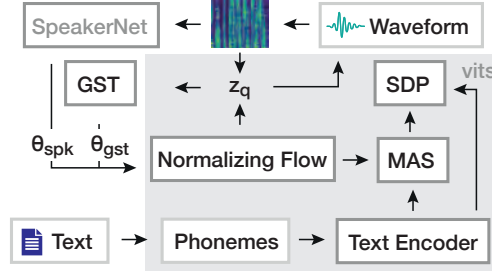 SpeakerNet
Waveform
GST
z_q
SDP
vits
θ_spk
θ_gst
Normalizing Flow
MAS
Text
Phonemes
Text Encoder